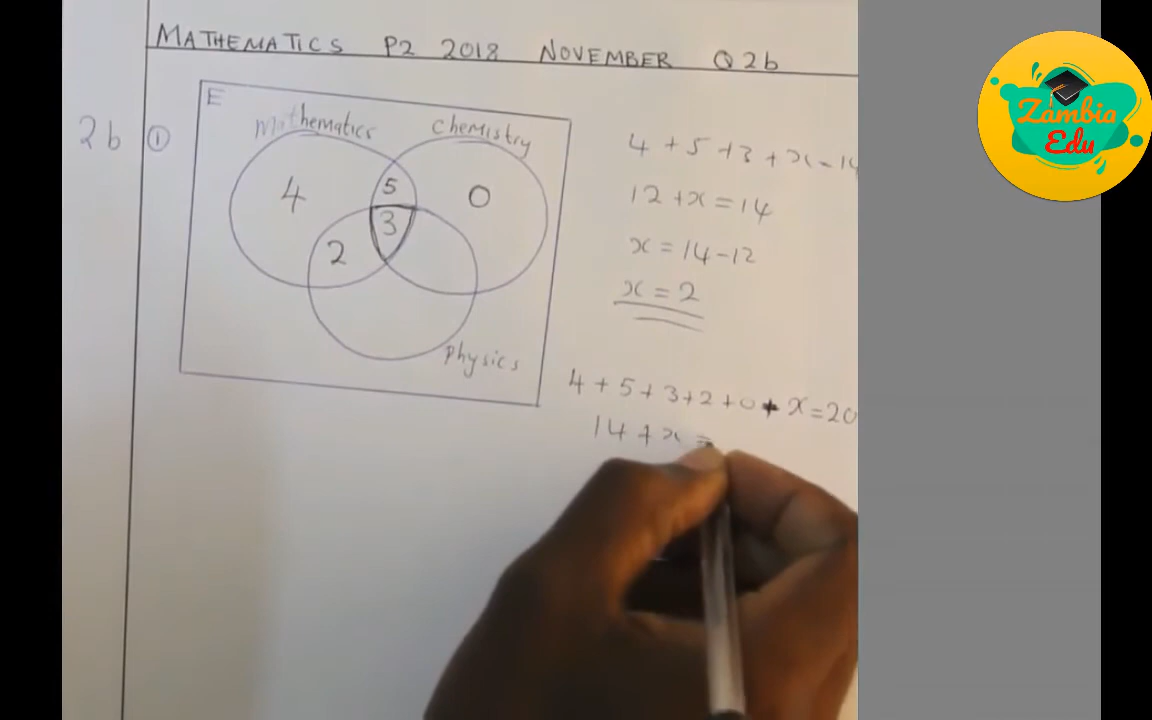 MATHEMATICS P2 2018 NOVEMBER Q2b
Zambia
Edu
2b ①
E
Mathematics
Chemistry
4
5
0
3
2
Physics
4 + 5 + 3 + x = 14
12 + x = 14
x = 14 - 12
x = 2
4 + 5 + 3 + 2 + 0 + x = 20
14 + x =